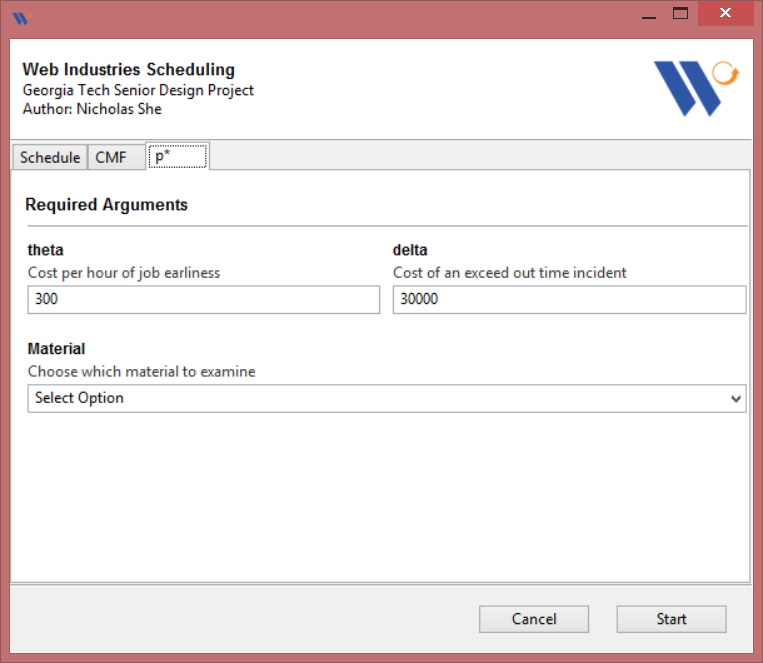 Web Industries Scheduling
Georgia Tech Senior Design Project
Author: Nicholas She
Schedule CMF p*
Required Arguments
theta delta
Cost per hour of job earliness Cost of an exceed out time incident
300 30000
Material
Choose which material to examine
Select Option
Cancel Start